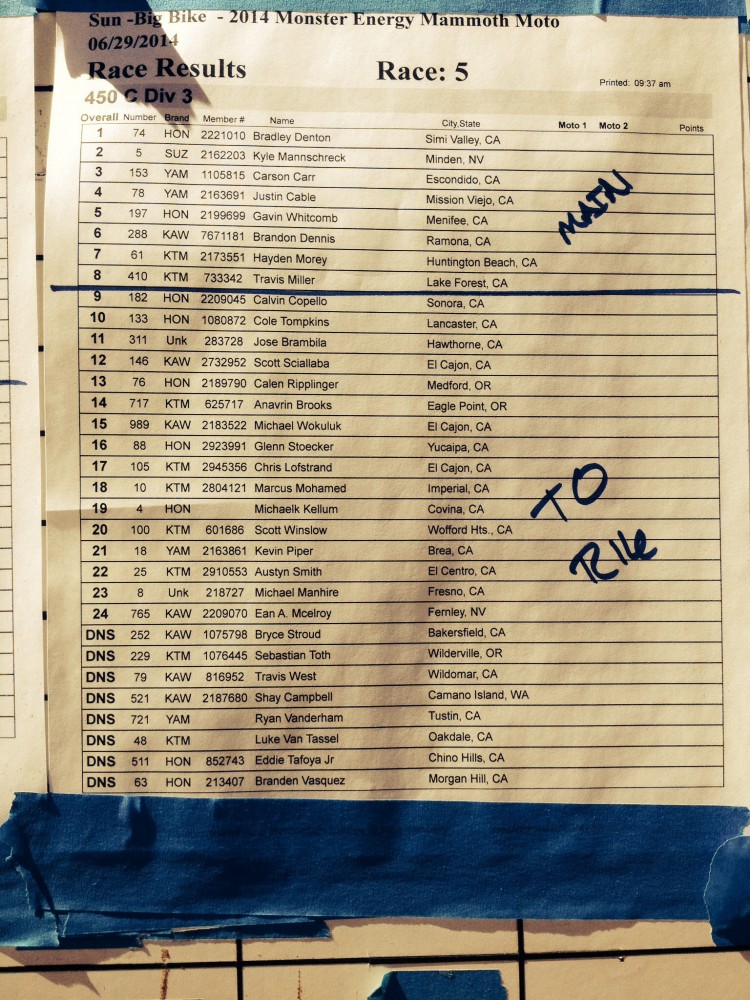 Sun -Big Bike - 2014 Monster Energy Mammoth Moto
06/29/2014
Race Results Race: 5 Printed: 09:37 am
450 C Div 3
Overall Number Brand Member # Name City,State Moto 1 Moto 2 Points
1 74 HON 2221010 Bradley Denton Simi Valley, CA
2 5 SUZ 2162203 Kyle Mannschreck Minden, NV
3 153 YAM 1105815 Carson Carr Escondido, CA
4 78 YAM 2163691 Justin Cable Mission Viejo, CA
5 197 HON 2199699 Gavin Whitcomb Menifee, CA
6 288 KAW 7671181 Brandon Dennis Ramona, CA
7 61 KTM 2173551 Hayden Morey Huntington Beach, CA
8 410 KTM 733342 Travis Miller Lake Forest, CA
MAIN
9 182 HON 2209045 Calvin Copello Sonora, CA
10 133 HON 1080872 Cole Tompkins Lancaster, CA
11 311 Unk 283728 Jose Brambila Hawthorne, CA
12 146 KAW 2732952 Scott Sciallaba El Cajon, CA
13 76 HON 2189790 Calen Ripplinger Medford, OR
14 717 KTM 625717 Anavrin Brooks Eagle Point, OR
15 989 KAW 2183522 Michael Wokuluk El Cajon, CA
16 88 HON 2923991 Glenn Stoecker Yucaipa, CA
17 105 KTM 2945356 Chris Lofstrand El Cajon, CA
18 10 KTM 2804121 Marcus Mohamed Imperial, CA
19 4 HON Michaelk Kellum Covina, CA
20 100 KTM 601686 Scott Winslow Wofford Hts., CA
21 18 YAM 2163861 Kevin Piper Brea, CA
22 25 KTM 2910553 Austyn Smith El Centro, CA
23 8 Unk 218727 Michael Manhire Fresno, CA
24 765 KAW 2209070 Ean A. Mcelroy Fernley, NV
TO
DNS 252 KAW 1075798 Bryce Stroud Bakersfield, CA
DNS 229 KTM 1076445 Sebastian Toth Wilderville, OR
DNS 79 KAW 816952 Travis West Wildomar, CA
DNS 521 KAW 2187680 Shay Campbell Camano Island, WA
DNS 721 YAM Ryan Vanderham Tustin, CA
DNS 48 KTM Luke Van Tassel Oakdale, CA
DNS 511 HON 852743 Eddie Tafoya Jr Chino Hills, CA
DNS 63 HON 213407 Branden Vasquez Morgan Hill, CA